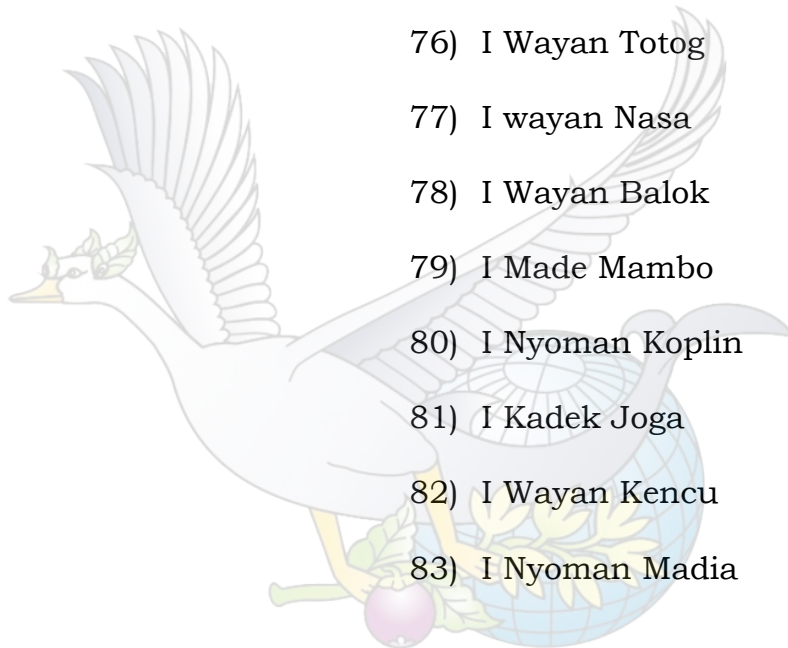 76) I Wayan Totog
77) I wayan Nasa
78) I Wayan Balok
79) I Made Mambo
80) I Nyoman Koplin
81) I Kadek Joga
82) I Wayan Kencu
83) I Nyoman Madia